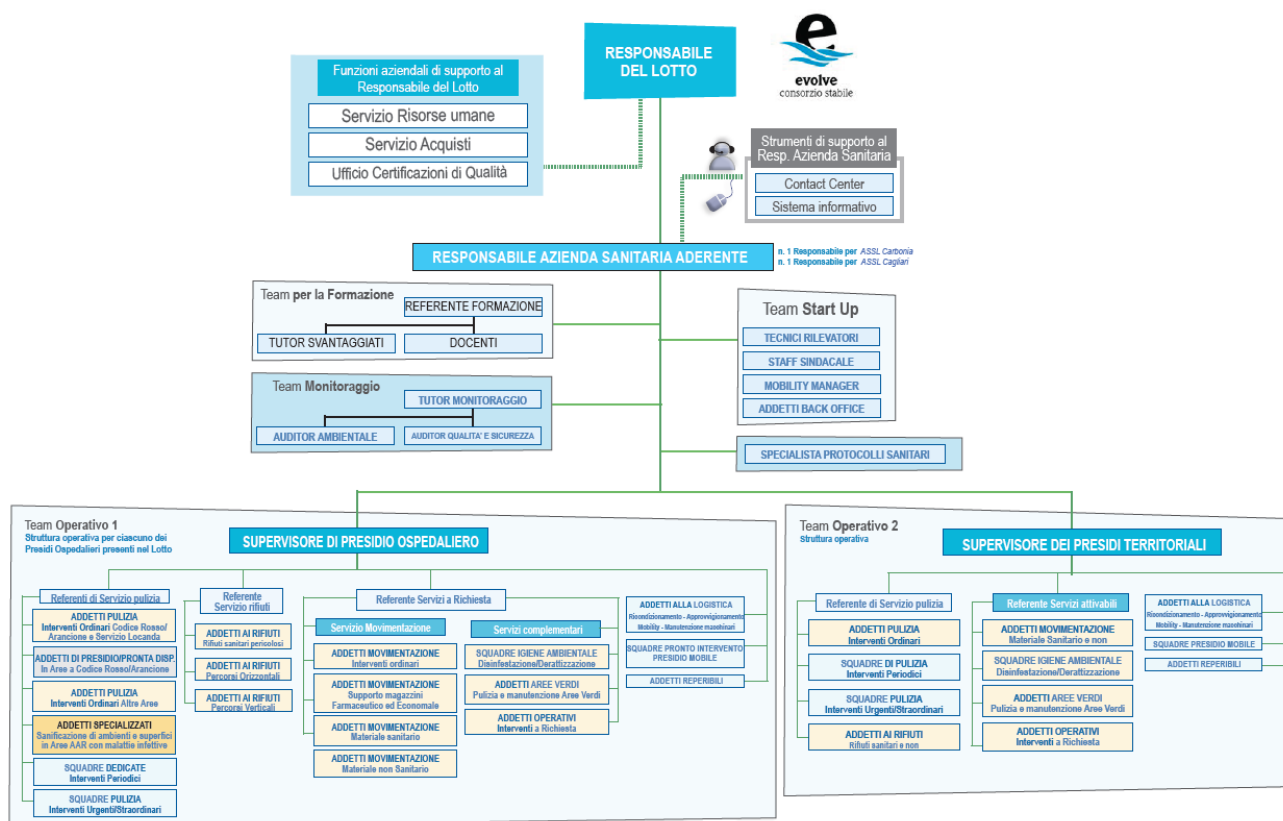 RESPONSABILE
DEL LOTTO
e
evolve
consorzio stabile
Funzioni aziendali di supporto al
Responsabile del Lotto
Servizio Risorse umane
Servizio Acquisti
Ufficio Certificazioni di Qualità
Strumenti di supporto al
Resp. Azienda Sanitaria
Contact Center
Sistema informativo
RESPONSABILE AZIENDA SANITARIA ADERENTE
n. 1 Responsabile per ASSL Carbonia
n. 1 Responsabile per ASSL Cagliari
Team per la Formazione
REFERENTE FORMAZIONE
TUTOR SVANTAGGIATI
DOCENTI
Team Start Up
TECNICI RILEVATORI
STAFF SINDACALE
MOBILITY MANAGER
ADDETTI BACK OFFICE
Team Monitoraggio
TUTOR MONITORAGGIO
AUDITOR AMBIENTALE
AUDITOR QUALITA' E SICUREZZA
SPECIALISTA PROTOCOLLI SANITARI
Team Operativo 1
Struttura operativa per ciascuno dei
Presidi Ospedalieri presenti nel Lotto
SUPERVISORE DI PRESIDIO OSPEDALIERO
Referenti di Servizio pulizia
ADDETTI PULIZIA
Interventi Ordinari Codice Rosso/
Arancione e Servizio Locanda
ADDETTI DI PRESIDIO/PRONTA DISP.
In Aree a Codice Rosso/Arancione
ADDETTI PULIZIA
Interventi Ordinari Altre Aree
ADDETTI SPECIALIZZATI
Sanificazione di ambienti e superfici
in Aree AAR con malattie infettive
SQUADRE DEDICATE
Interventi Periodici
SQUADRE PULIZIA
Interventi Urgenti/Straordinari
Referente
Servizio rifiuti
ADDETTI AI RIFIUTI
Rifiuti sanitari pericolosi
ADDETTI AI RIFIUTI
Percorsi Orizzontali
ADDETTI AI RIFIUTI
Percorsi Verticali
Referente Servizi a Richiesta
Servizio Movimentazione
ADDETTI MOVIMENTAZIONE
Interventi ordinari
ADDETTI MOVIMENTAZIONE
Supporto magazzini
Farmaceutico ed Economale
ADDETTI MOVIMENTAZIONE
Materiale sanitario
ADDETTI MOVIMENTAZIONE
Materiale non Sanitario
Servizi complementari
SQUADRE IGIENE AMBIENTALE
Disinfestazione/Derattizzazione
ADDETTI AREE VERDI
Pulizia e manutenzione Aree Verdi
ADDETTI OPERATIVI
Interventi a Richiesta
ADDETTI ALLA LOGISTICA
Ricondizionamento - Approvvigionamento
Mobility - Manutenzione macchinari
SQUADRE PRONTO INTERVENTO
PRESIDIO MOBILE
ADDETTI REPERIBILI
Team Operativo 2
Struttura operativa
SUPERVISORE DEI PRESIDI TERRITORIALI
Referente di Servizio pulizia
ADDETTI PULIZIA
Interventi Ordinari
SQUADRE DI PULIZIA
Interventi Periodici
SQUADRE PULIZIA
Interventi Urgenti/Straordinari
ADDETTI AI RIFIUTI
Rifiuti sanitari e non
Referente Servizi attivabili
ADDETTI MOVIMENTAZIONE
Materiale Sanitario e non
SQUADRE IGIENE AMBIENTALE
Disinfestazione/Derattizzazione
ADDETTI AREE VERDI
Pulizia e manutenzione Aree Verdi
ADDETTI OPERATIVI
Interventi a Richiesta
ADDETTI ALLA LOGISTICA
Ricondizionamento - Approvvigionamento
Mobility - Manutenzione macchinari
SQUADRE PRESIDIO MOBILE
ADDETTI REPERIBILI